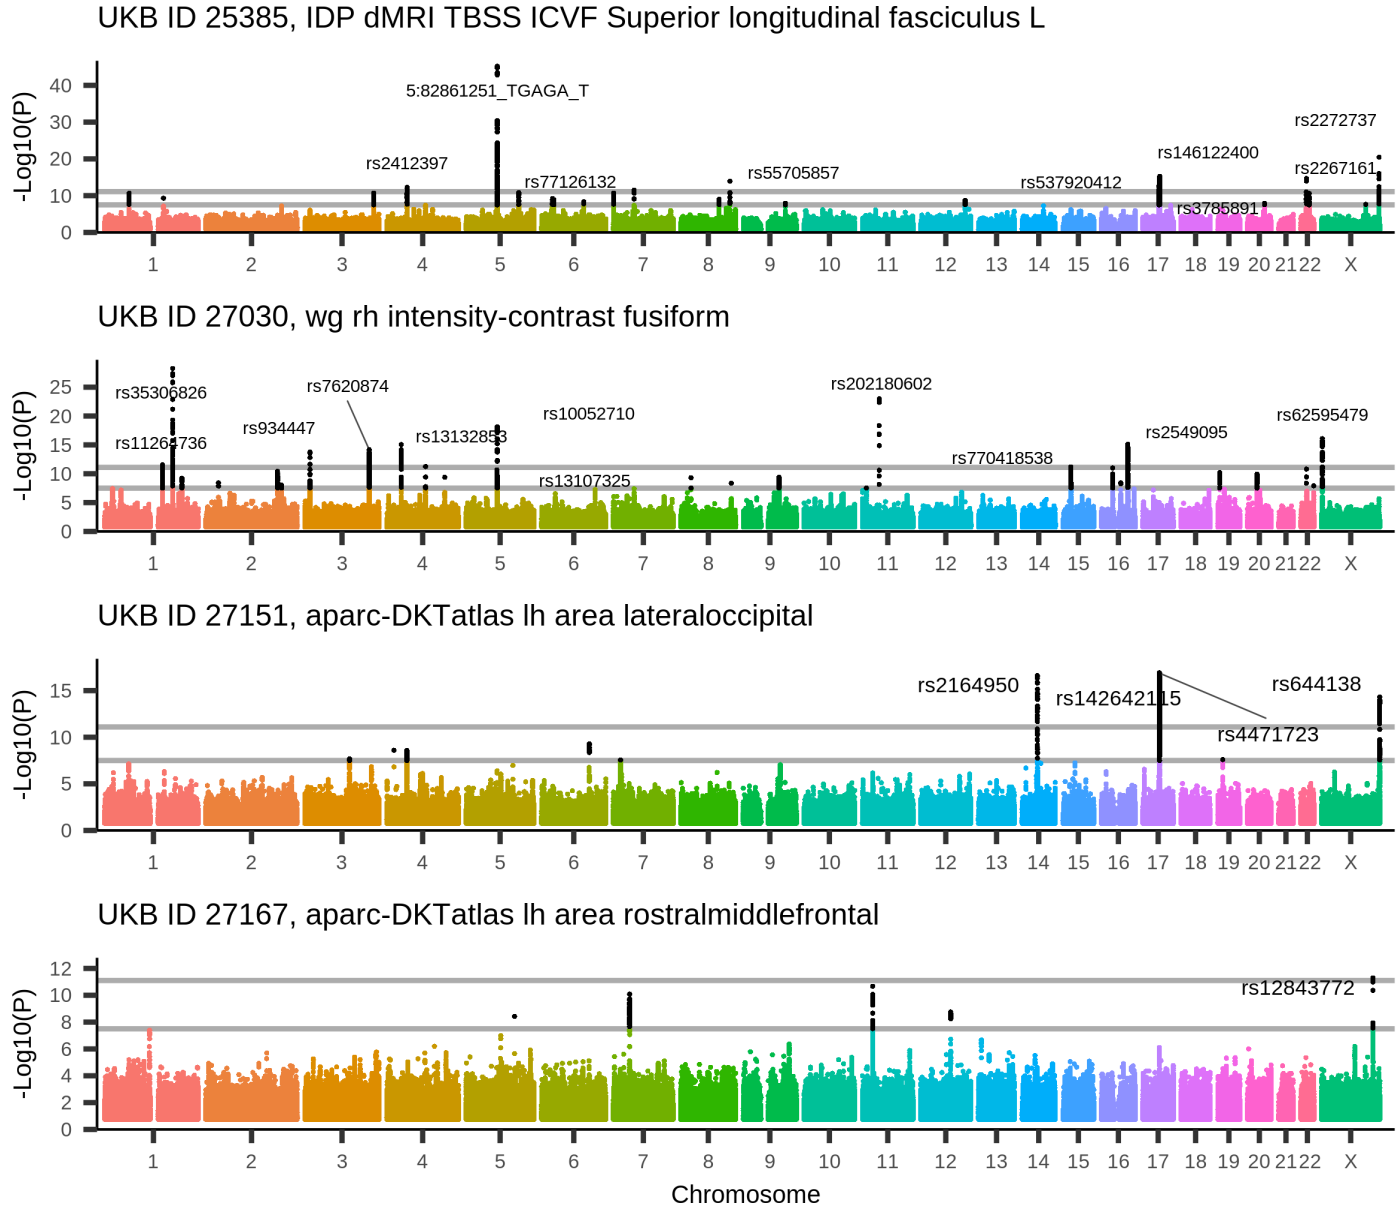 UKB ID 25385, IDP dMRI TBSS ICVF Superior longitudinal fasciculus L
-Log10(P)
40
30
20
10
0
5:82861251_TGAGA_T
rs2412397
rs77126132
rs55705857
rs537920412
rs146122400
rs3785891
rs2272737
rs2267161
1 2 3 4 5 6 7 8 9 10 11 12 13 14 15 16 17 18 19 20 21 22 X
UKB ID 27030, wg rh intensity-contrast fusiform
-Log10(P)
25
20
15
10
5
0
rs35306826
rs11264736
rs934447
rs7620874
rs13132853
rs10052710
rs13107325
rs202180602
rs770418538
rs2549095
rs62595479
1 2 3 4 5 6 7 8 9 10 11 12 13 14 15 16 17 18 19 20 21 22 X
UKB ID 27151, aparc-DKTatlas lh area lateraloccipital
-Log10(P)
15
10
5
0
rs2164950
rs142642115
rs4471723
rs644138
1 2 3 4 5 6 7 8 9 10 11 12 13 14 15 16 17 18 19 20 21 22 X
UKB ID 27167, aparc-DKTatlas lh area rostralmiddlefrontal
-Log10(P)
12
10
8
6
4
2
0
rs12843772
1 2 3 4 5 6 7 8 9 10 11 12 13 14 15 16 17 18 19 20 21 22 X
Chromosome